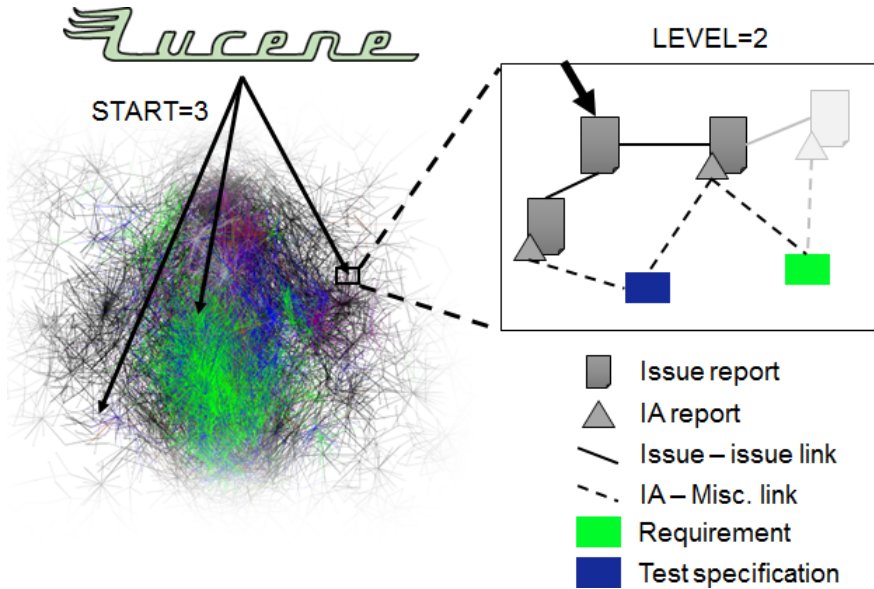 Lucene
LEVEL=2
START=3
Issue report
IA report
Issue – issue link
IA – Misc. link
Requirement
Test specification